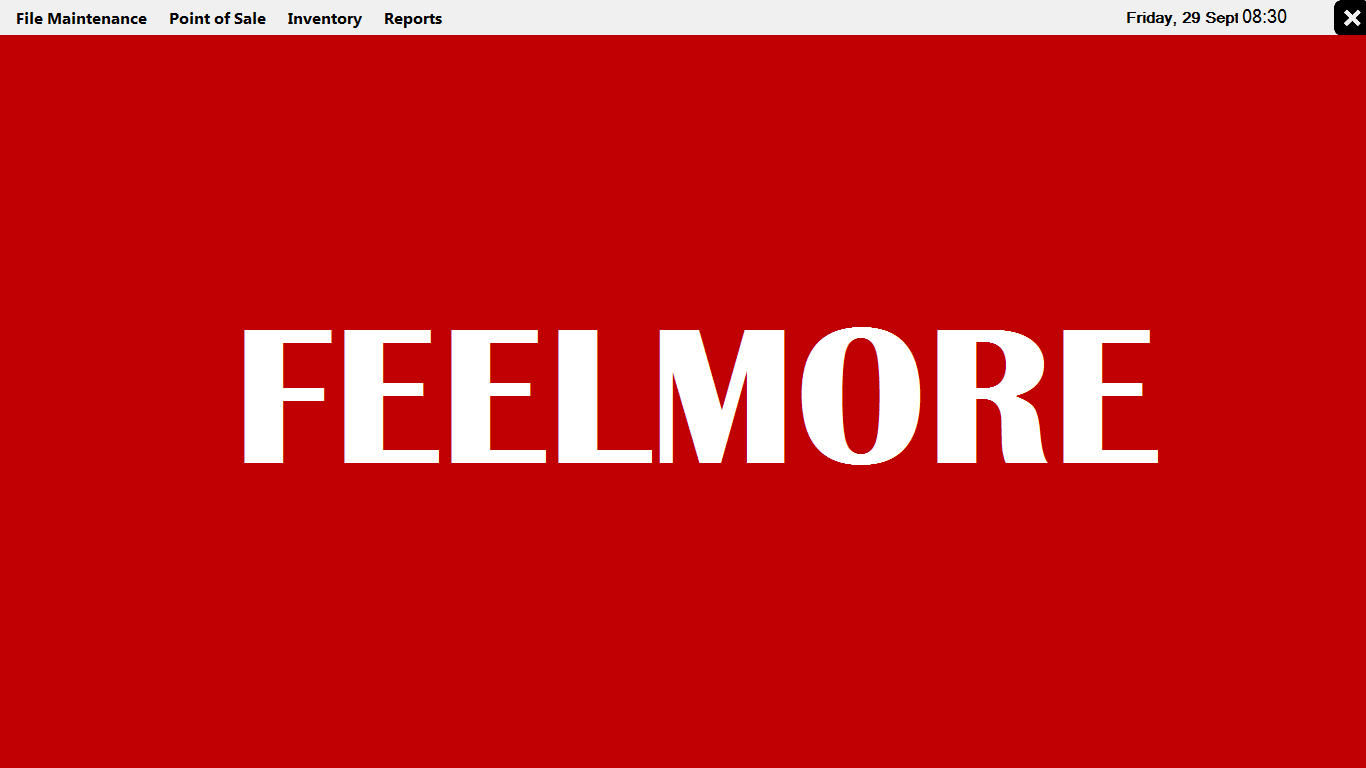 File Maintenance Point of Sale Inventory Reports Friday, 29 Sept 08:30
FEELMORE